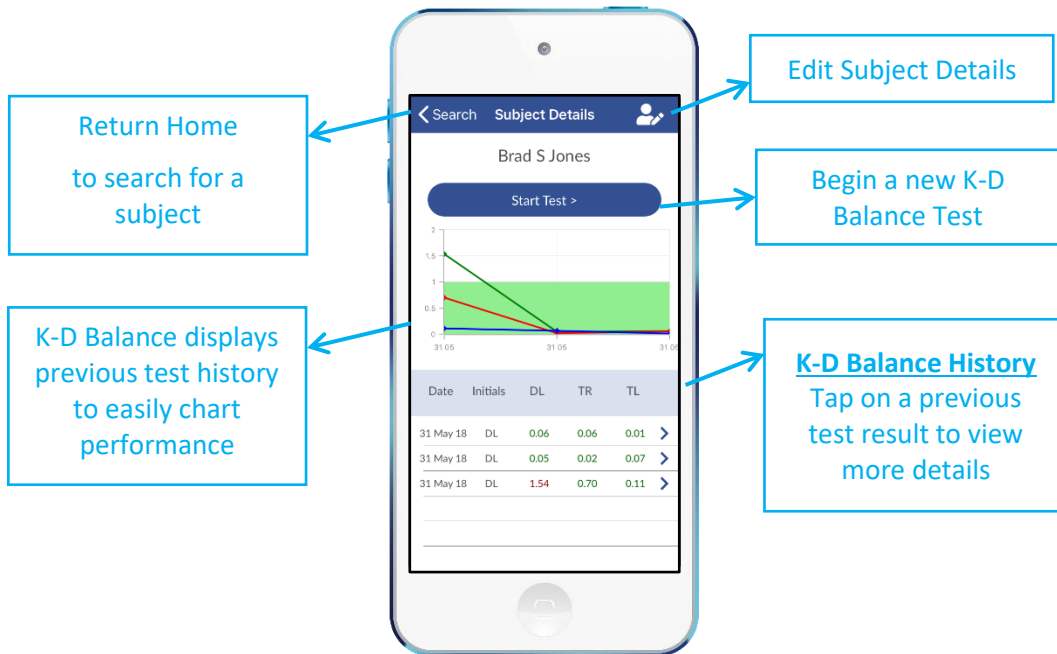 Return Home
to search for a
subject
K-D Balance displays
previous test history
to easily chart
performance
Search Subject Details
Brad S Jones
Start Test >
2
1.5
1
0.5
0
31 05 31 05 31 05
Date Initials DL TR TL
31 May 18 DL 0.06 0.06 0.01
31 May 18 DL 0.05 0.02 0.07
31 May 18 DL 1.54 0.70 0.11
Edit Subject Details
Begin a new K-D
Balance Test
K-D Balance History
Tap on a previous
test result to view
more details